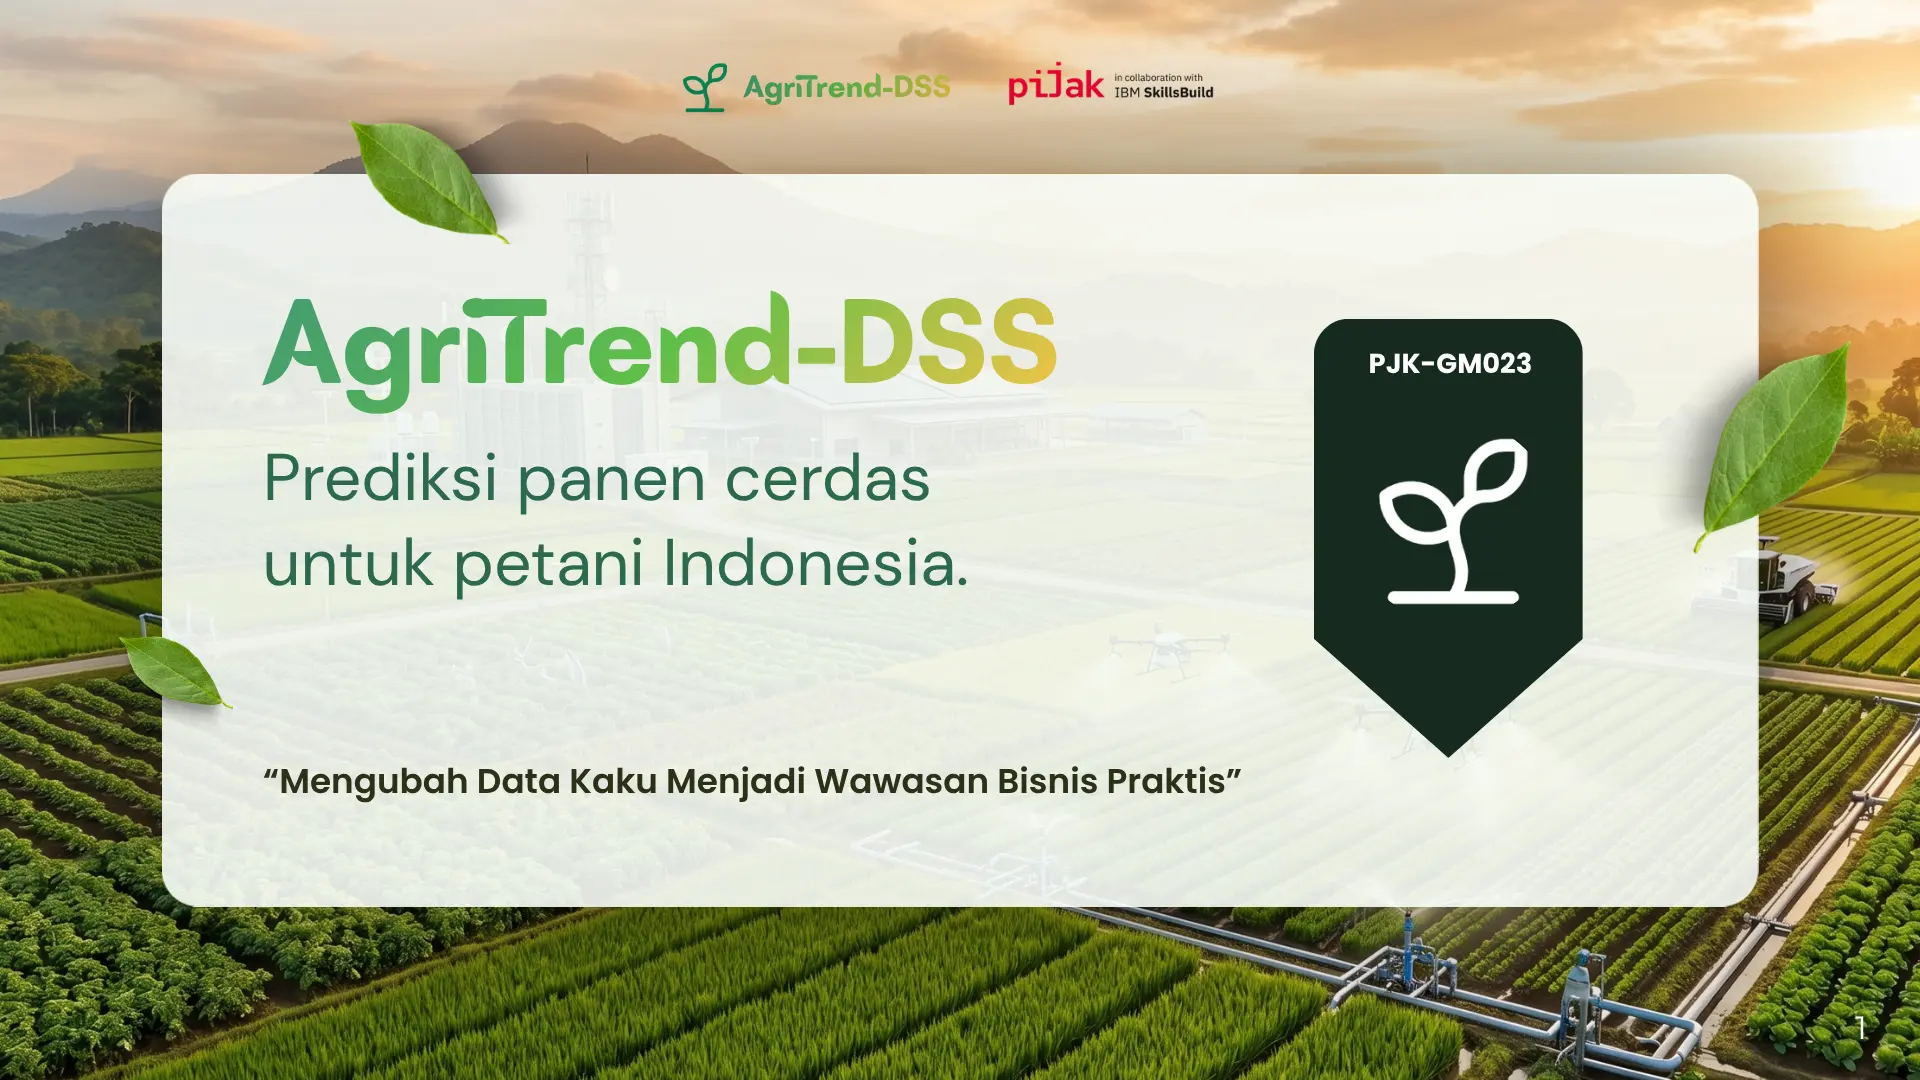 AgriTrend-DSS
pijak in collaboration with
IBM SkillsBuild
AgriTrend-DSS
Prediksi panen cerdas
untuk petani Indonesia.
“Mengubah Data Kaku Menjadi Wawasan Bisnis Praktis”
PJK-GM023
1